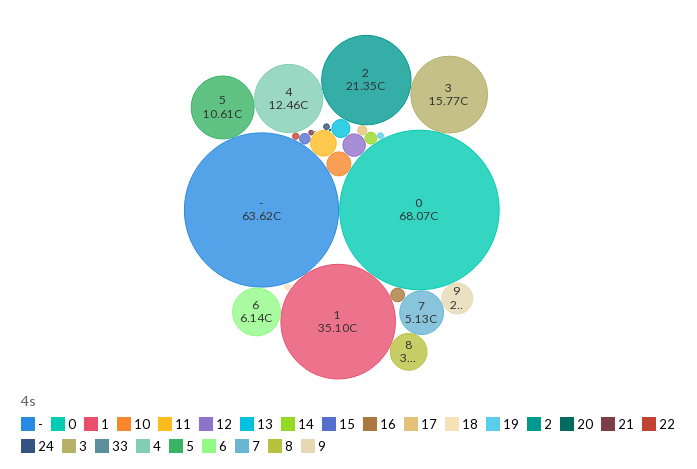 2
21.35C
3
15.77C
4
12.46C
5
10.61C
-
63.62C
0
68.07C
1
35.10C
6
6.14C
7
5.13C
9
2..
8
3...
4s
- 0 1 10 11 12 13 14 15 16 17 18 19 2 20 21 22
24 3 33 4 5 6 7 8 9